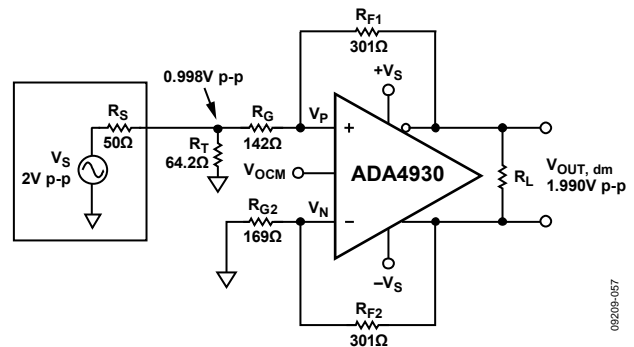 RF1
301Ω
0.998V p-p
+VS
RS
50Ω
RG
142Ω
VP
+
VS
2V p-p
RT
64.2Ω
VOCM
ADA4930
RL
VOUT, dm
1.990V p-p
RG2
169Ω
VN
–
–VS
RF2
301Ω
09209-057